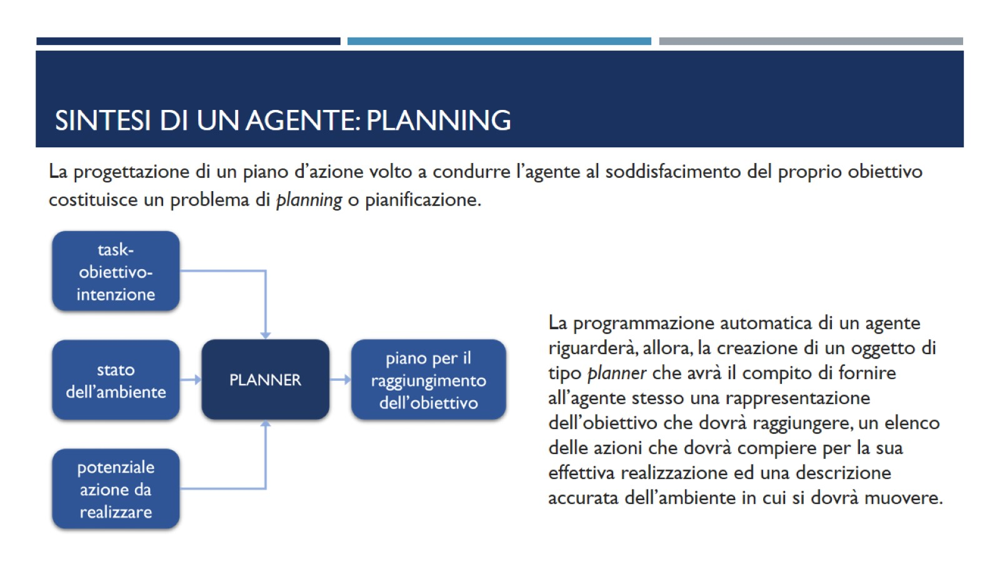 SINTESI DI UN AGENTE: PLANNING
La progettazione di un piano d’azione volto a condurre l’agente al soddisfacimento del proprio obiettivo
costituisce un problema di planning o pianificazione.
task-
obiettivo-
intenzione
stato
dell’ambiente
PLANNER
piano per il
raggiungimento
dell’obiettivo
potenziale
azione da
realizzare
La programmazione automatica di un agente
riguarderà, allora, la creazione di un oggetto di
tipo planner che avrà il compito di fornire
all’agente stesso una rappresentazione
dell’obiettivo che dovrà raggiungere, un elenco
delle azioni che dovrà compiere per la sua
effettiva realizzazione ed una descrizione
accurata dell’ambiente in cui si dovrà muovere.